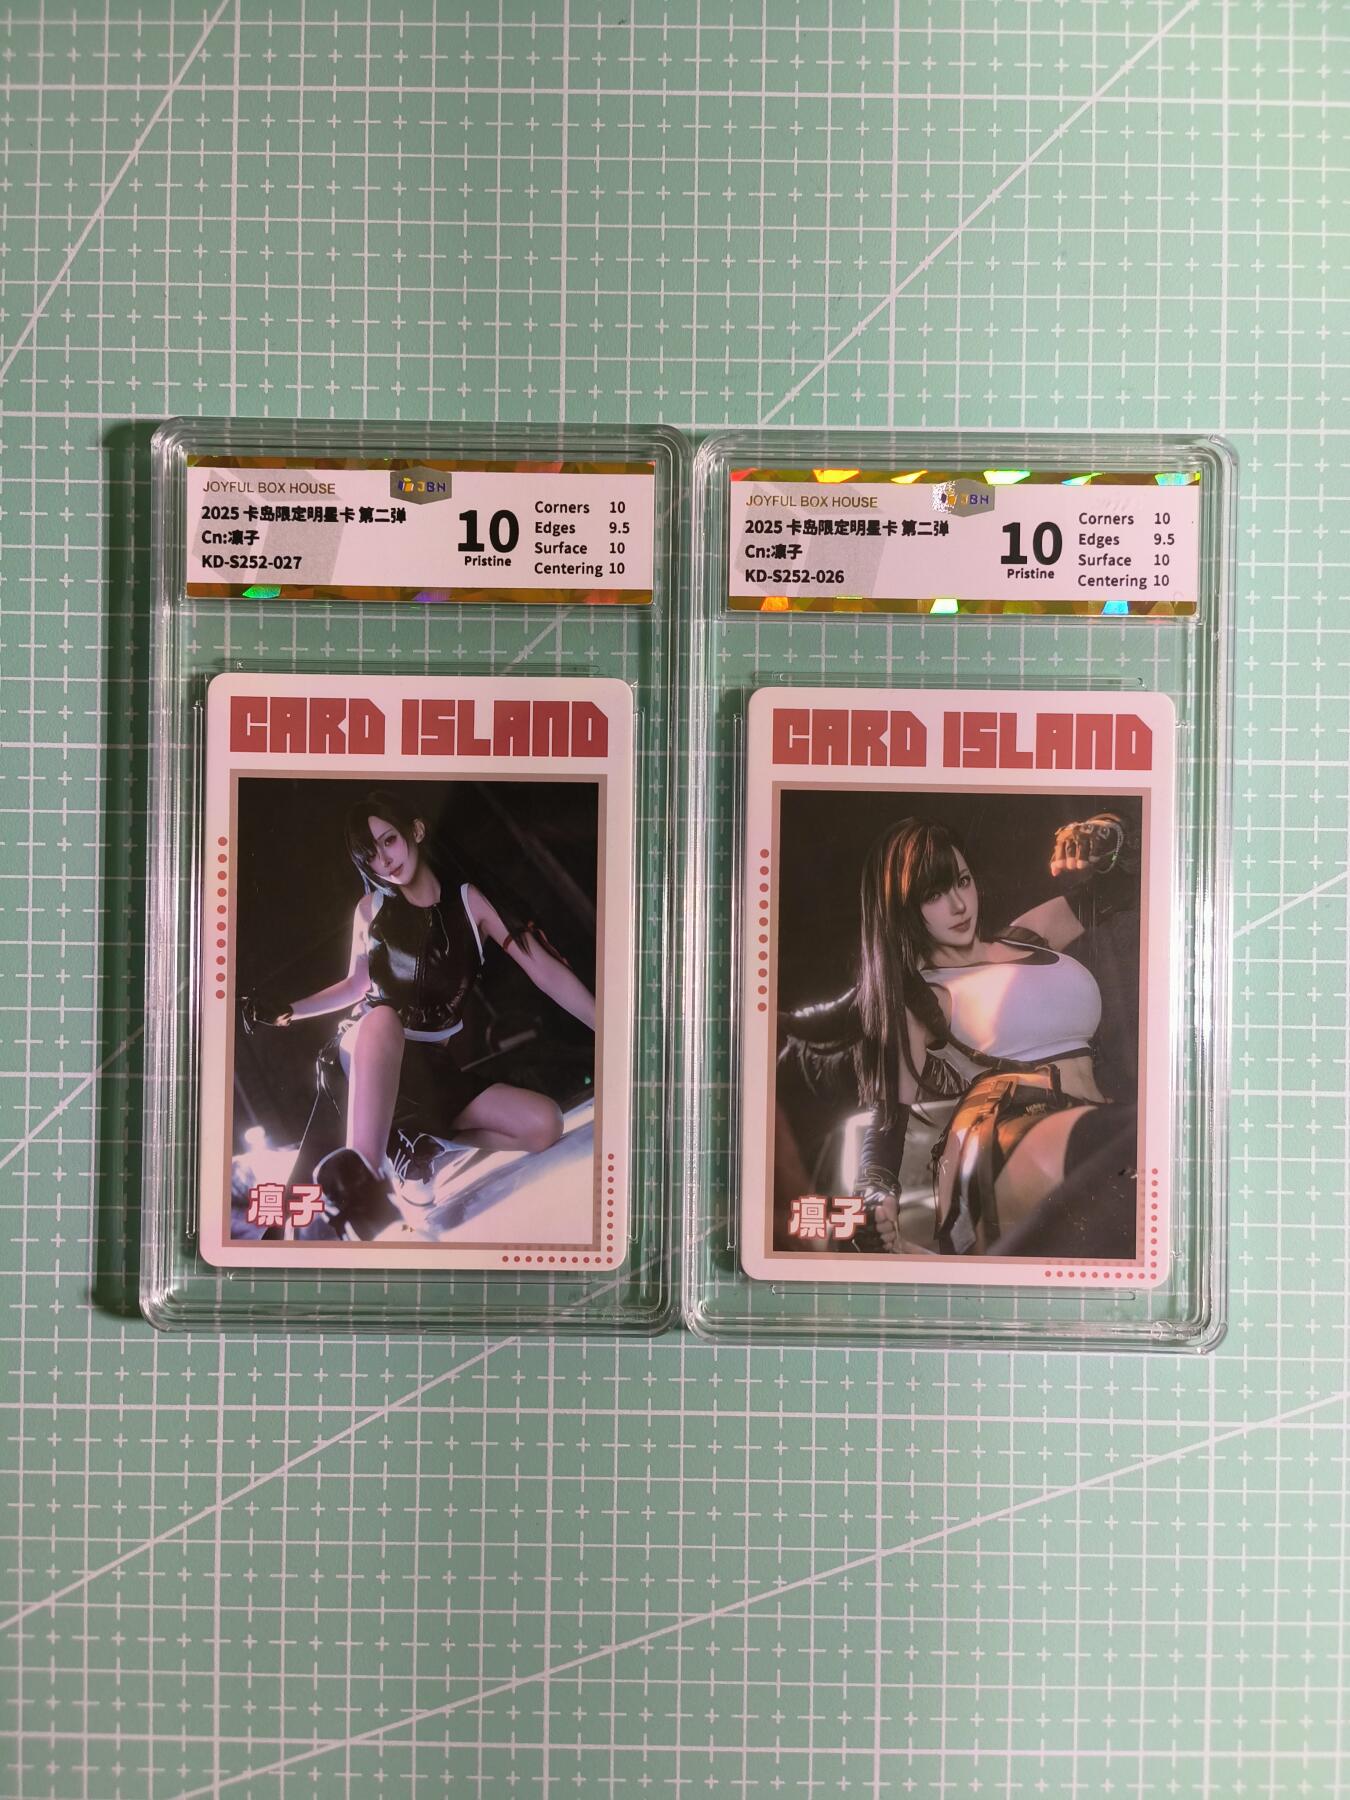 JOYFUL BOX HOUSE
JBH
2025 卡岛限定明星卡 第二弹
Cn:凛子
KD-S252-027
10
Pristine
Corners 10
Edges 9.5
Surface 10
Centering 10
CARD ISLAND
凛子
JOYFUL BOX HOUSE
JBH
2025 卡岛限定明星卡 第二弹
Cn:凛子
KD-S252-026
10
Pristine
Corners 10
Edges 9.5
Surface 10
Centering 10
CARD ISLAND
凛子